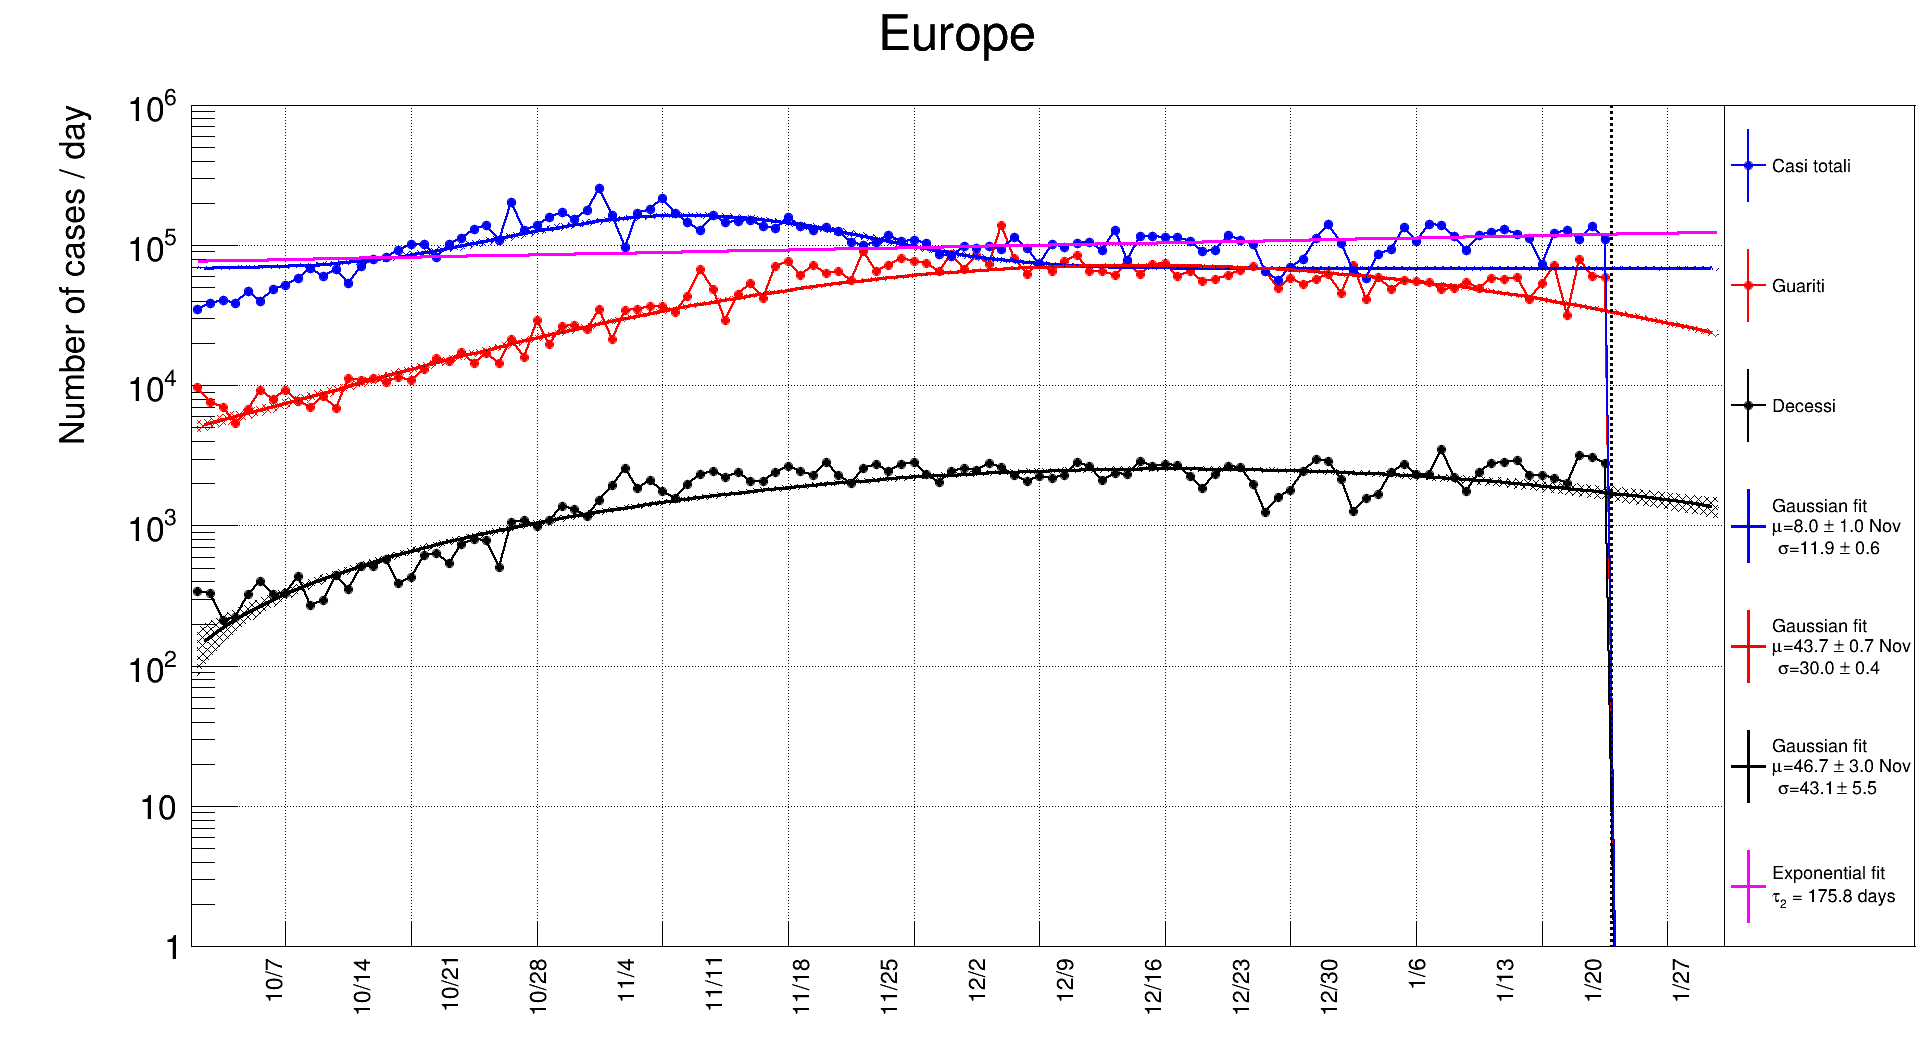 Europe
Number of cases / day
10^6
10^5
10^4
10^3
10^2
10
1
10/7
10/14
10/21
10/28
11/4
11/11
11/18
11/25
12/2
12/9
12/16
12/23
12/30
1/6
1/13
1/20
1/27
Casi totali
Guariti
Decessi
Gaussian fit
μ=8.0 ± 1.0 Nov
σ=11.9 ± 0.6
Gaussian fit
μ=43.7 ± 0.7 Nov
σ=30.0 ± 0.4
Gaussian fit
μ=46.7 ± 3.0 Nov
σ=43.1 ± 5.5
Exponential fit
τ₂ = 175.8 days